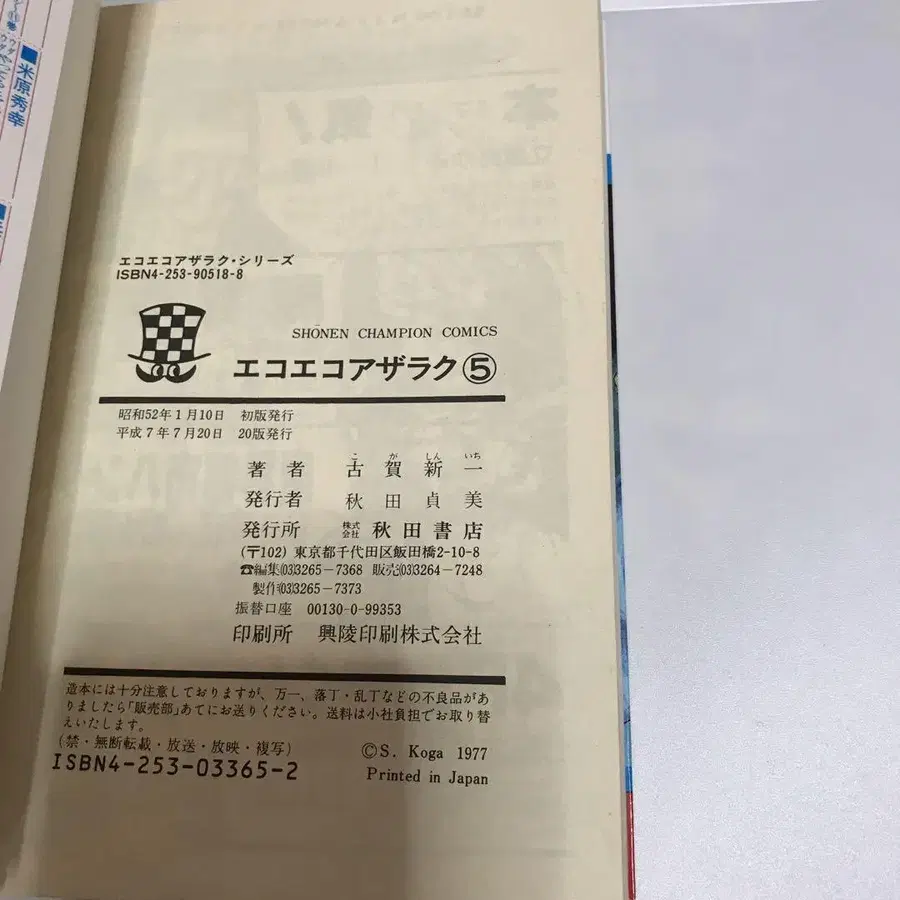 米原秀幸
エコエコアザラク・シリーズ
ISBN4-253-90518-8
SHŌNEN CHAMPION COMICS
エコエコアザラク⑤
昭和52年1月10日 初版発行
平成7年7月20日 20版発行
著者 古賀新一
こ が しん いち
発行者 秋田貞美
発行所 株式会社 秋田書店
(〒102) 東京都千代田区飯田橋2-10-8
☎編集(03)3265-7368 販売(03)3264-7248
製作(03)3265-7373
振替口座 00130-0-99353
印刷所 興陵印刷株式会社
造本には十分注意しておりますが、万一、落丁・乱丁などの不良品があ
りましたら「販売部」あてにお送りください。送料は小社負担でお取り替
えいたします。
(禁・無断転載・放送・放映・複写)
ISBN4-253-03365-2
©S. Koga 1977
Printed in Japan